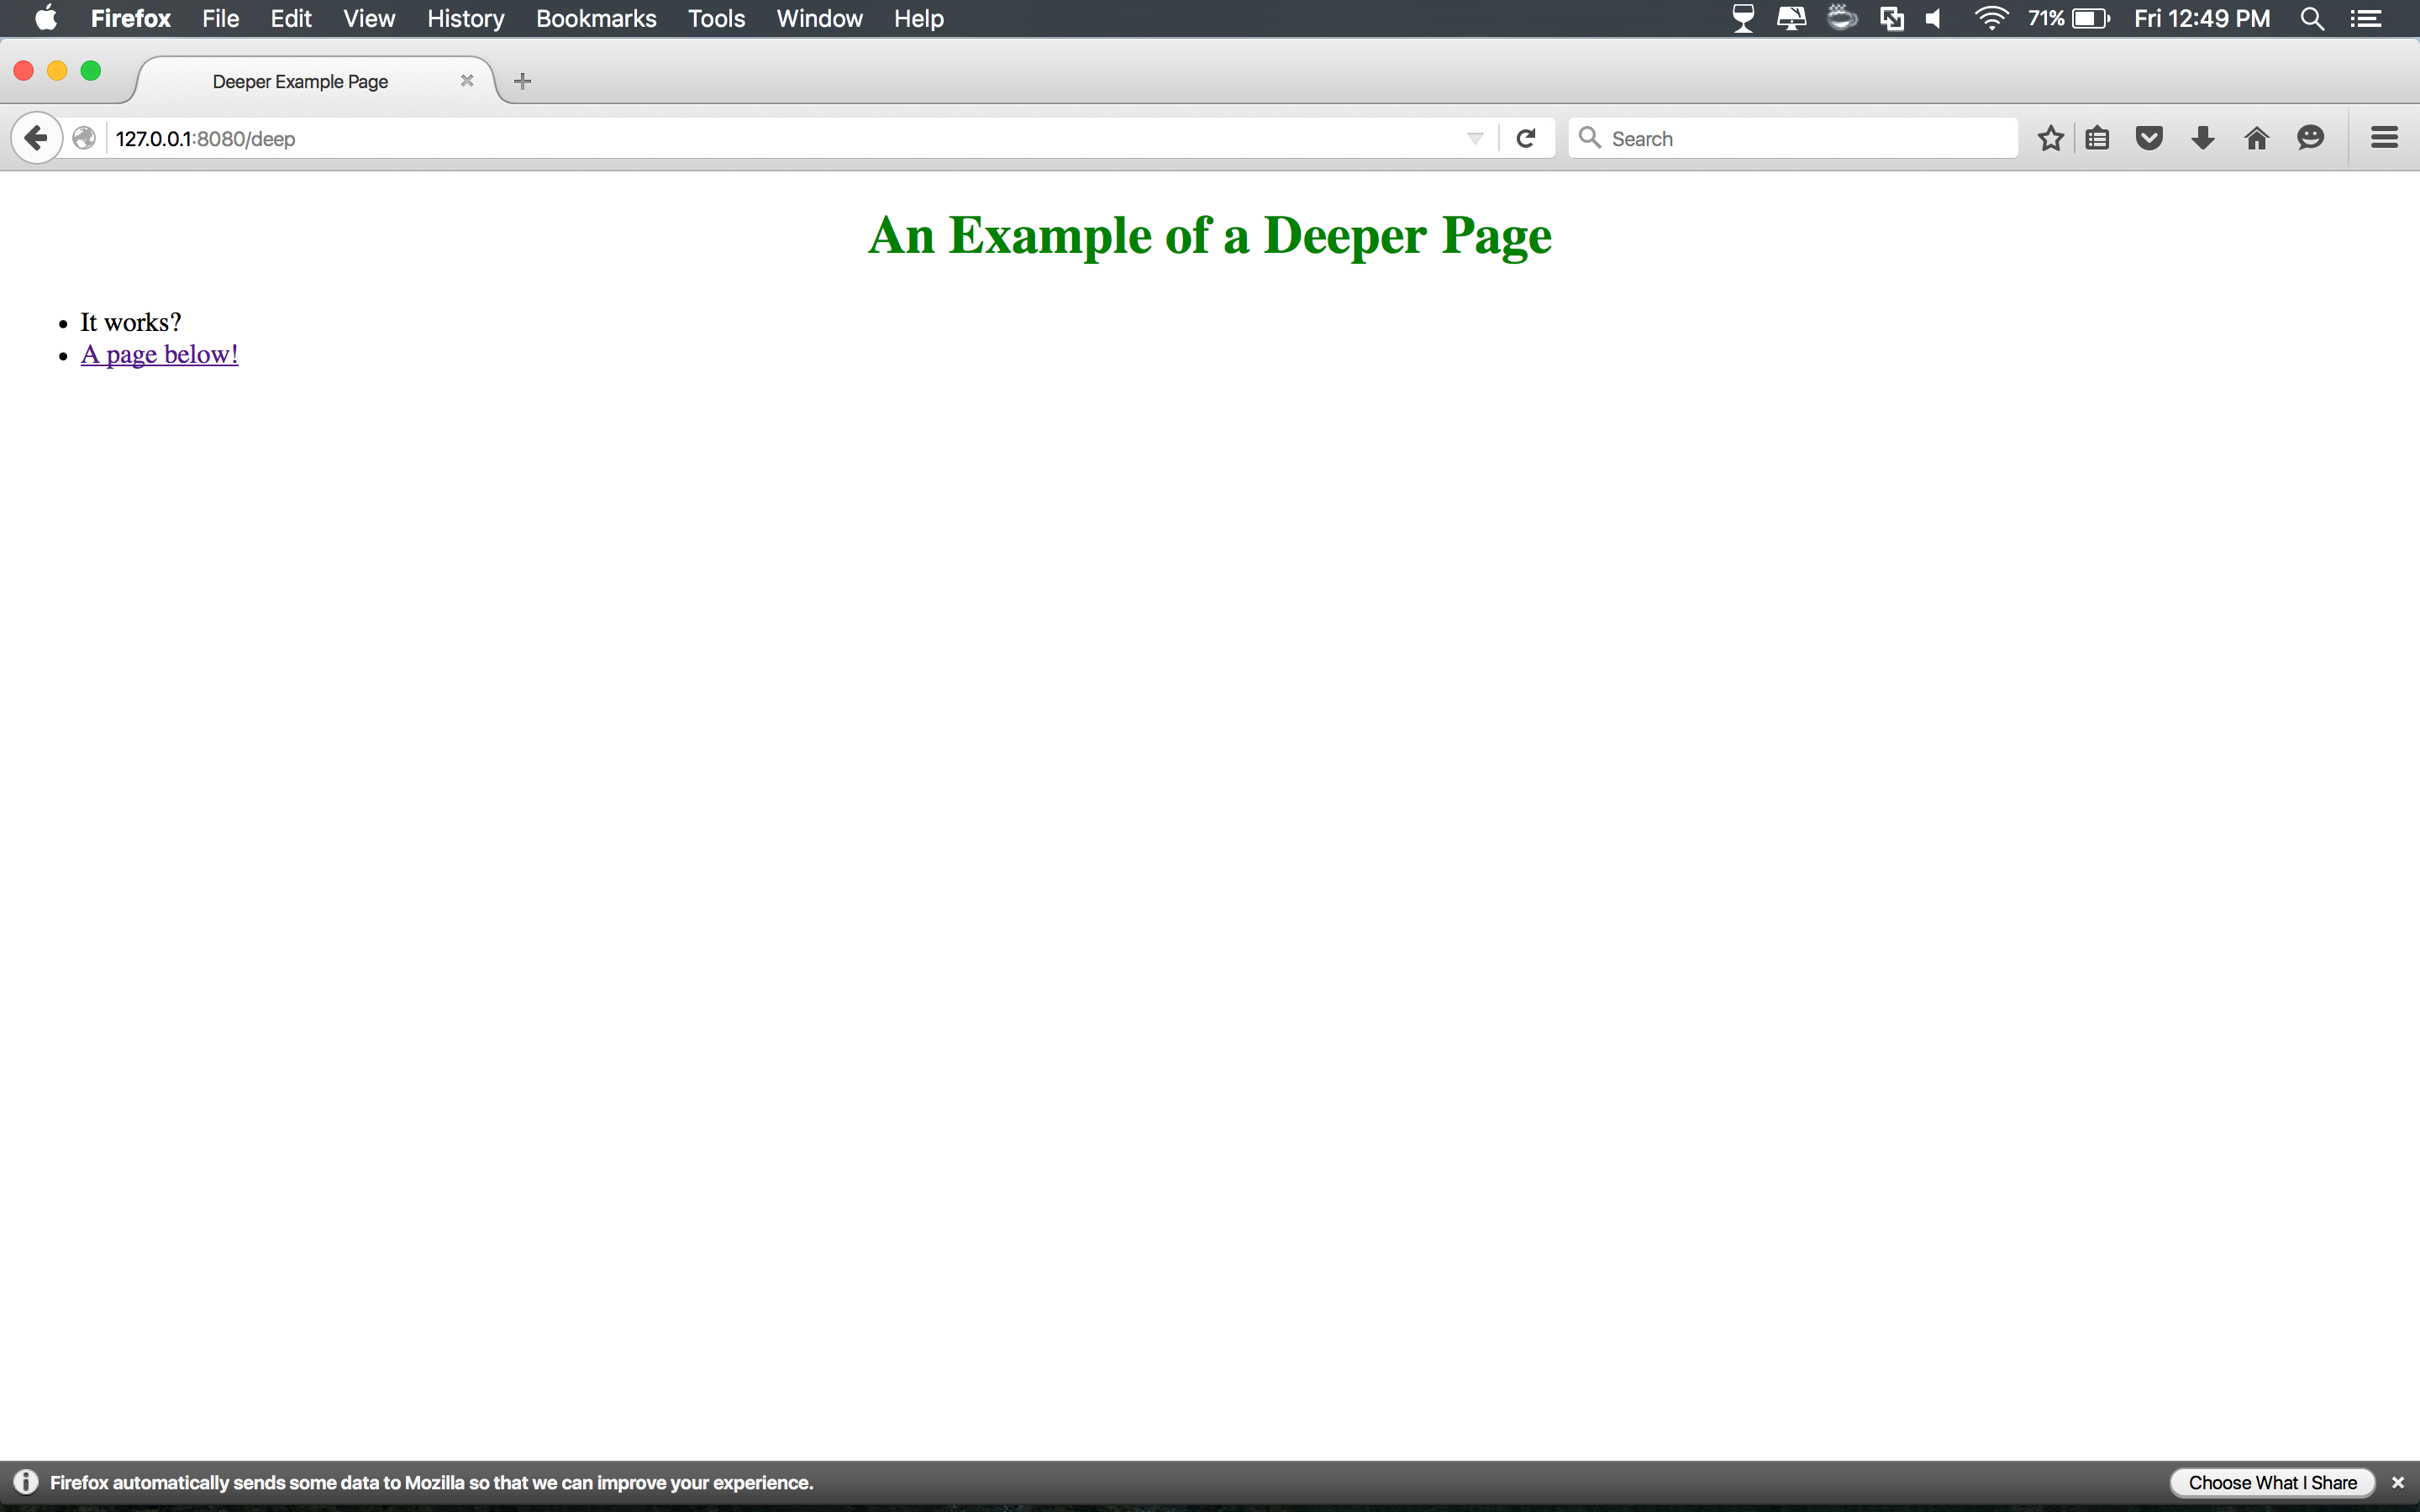 Firefox File Edit View History Bookmarks Tools Window Help 71% Fri 12:49 PM
Deeper Example Page
127.0.0.1:8080/deep Search
An Example of a Deeper Page
It works?
A page below!
Firefox automatically sends some data to Mozilla so that we can improve your experience. Choose What I Share